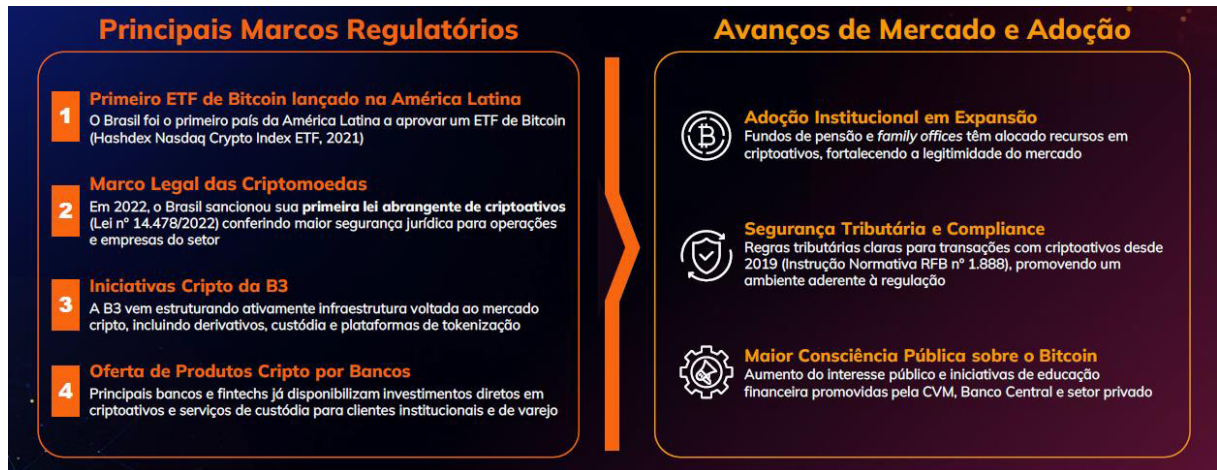 Principais Marcos Regulatórios
1
Primeiro ETF de Bitcoin lançado na América Latina
O Brasil foi o primeiro país da América Latina a aprovar um ETF de Bitcoin
(Hashdex Nasdaq Crypto Index ETF, 2021)
2
Marco Legal das Criptomoedas
Em 2022, o Brasil sancionou sua primeira lei abrangente de criptoativos
(Lei nº 14.478/2022) conferindo maior segurança jurídica para operações
e empresas do setor
3
Iniciativas Cripto da B3
A B3 vem estruturando ativamente infraestrutura voltada ao mercado
cripto, incluindo derivativos, custódia e plataformas de tokenização
4
Oferta de Produtos Cripto por Bancos
Principais bancos e fintechs já disponibilizam investimentos diretos em
criptoativos e serviços de custódia para clientes institucionais e de varejo
Avanços de Mercado e Adoção
Adoção Institucional em Expansão
Fundos de pensão e family offices têm alocado recursos em
criptoativos, fortalecendo a legitimidade do mercado
Segurança Tributária e Compliance
Regras tributárias claras para transações com criptoativos desde
2019 (Instrução Normativa RFB nº 1.888), promovendo um
ambiente aderente à regulação
Maior Consciência Pública sobre o Bitcoin
Aumento do interesse público e iniciativas de educação
financeira promovidas pela CVM, Banco Central e setor privado